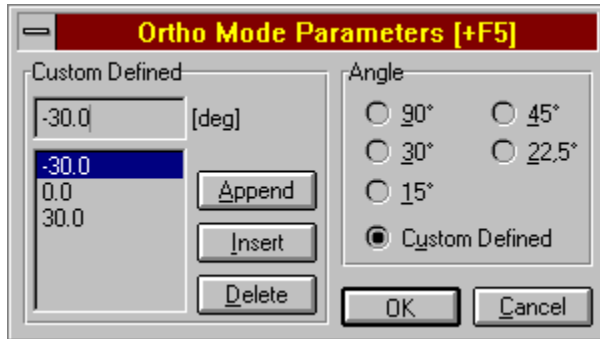 Ortho Mode Parameters [+F5]
Custom Defined
-30.0 [deg]
-30.0
0.0
30.0
Append
Insert
Delete
Angle
90° 45°
30° 22,5°
15°
Custom Defined
OK Cancel